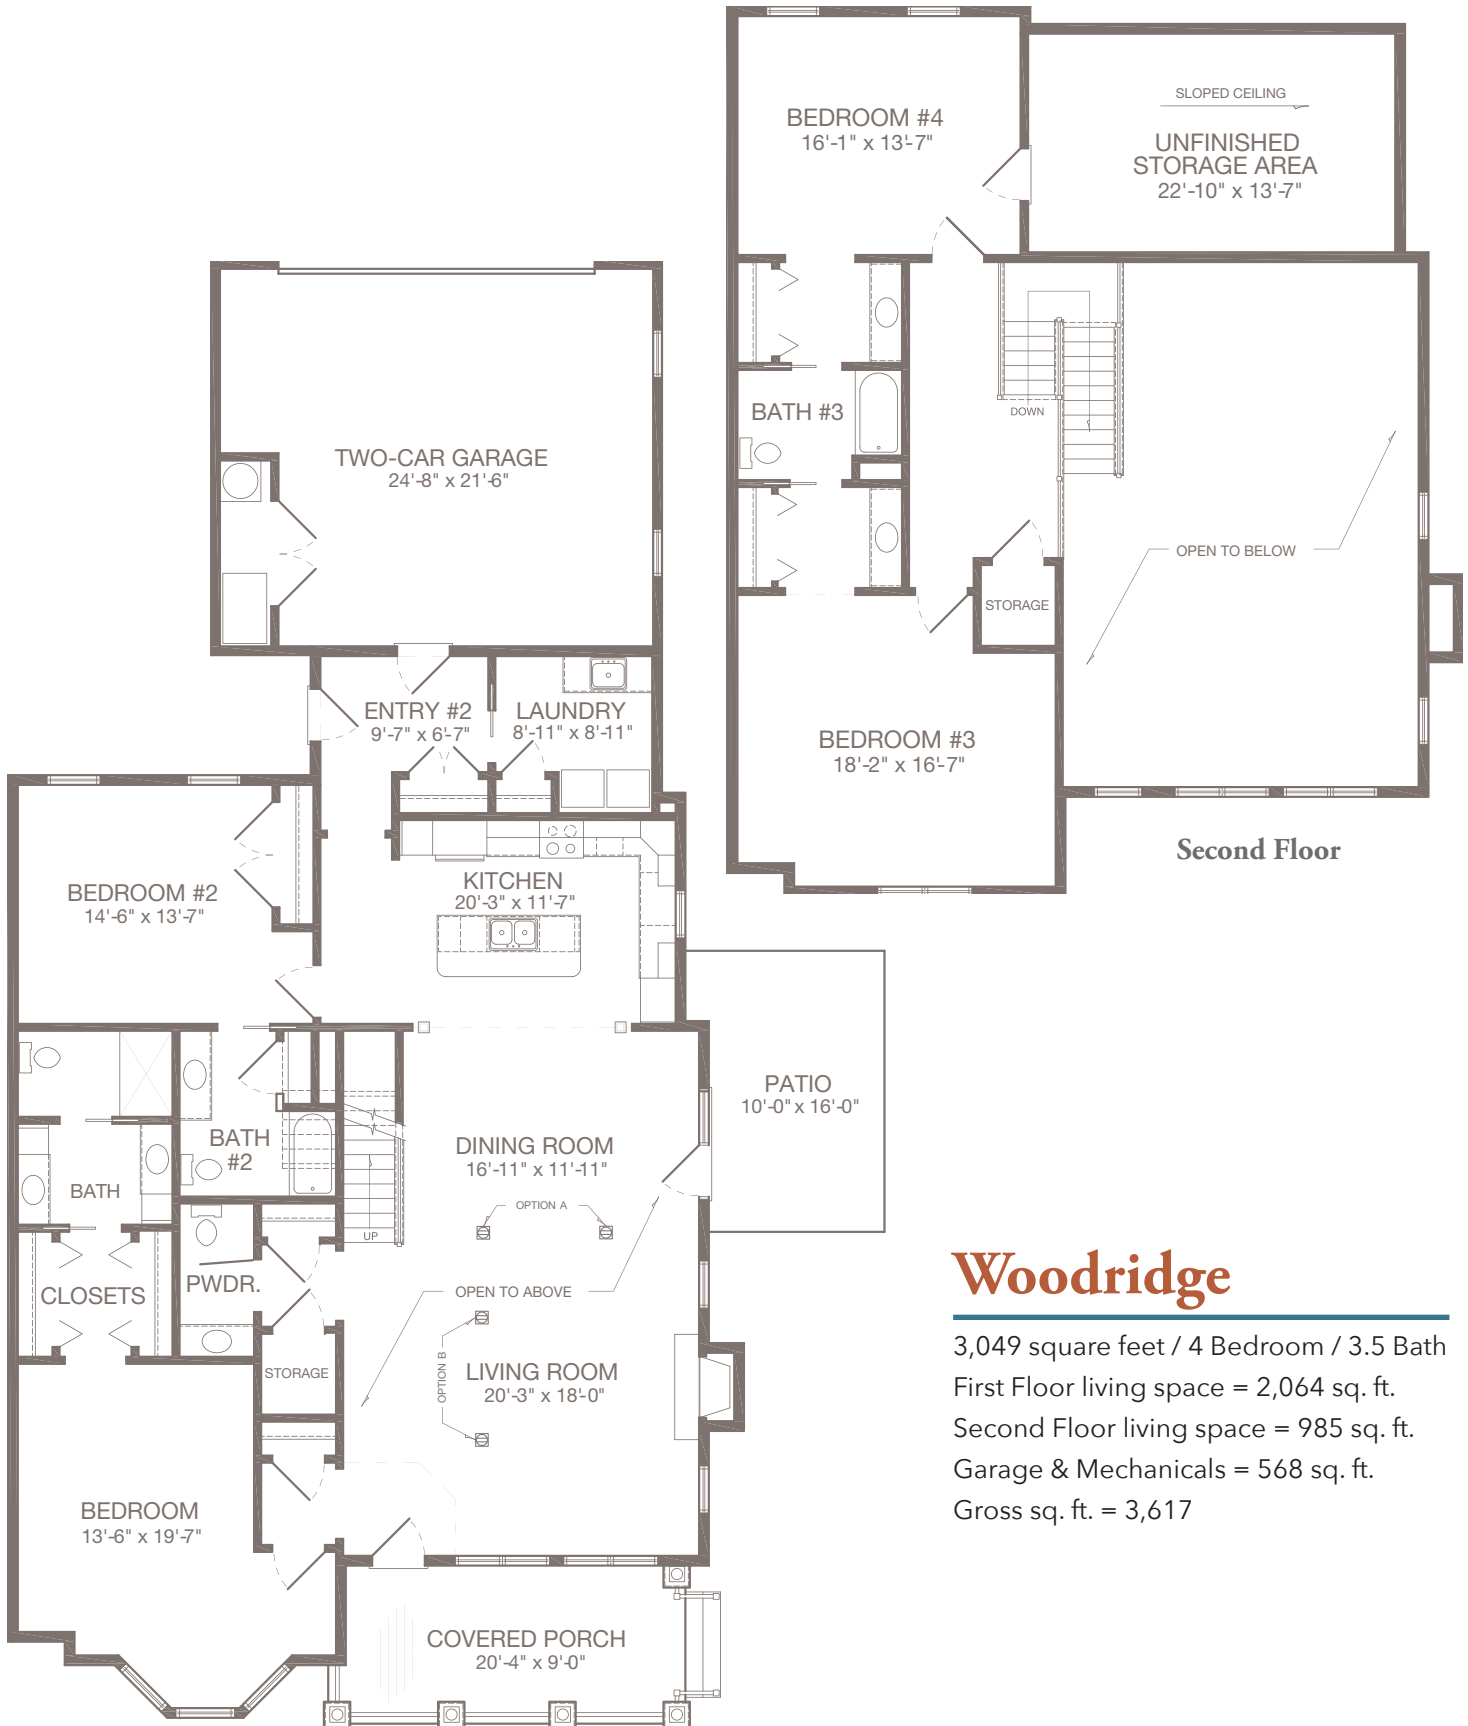 BEDROOM #4
16'-1" x 13'-7"
SLOPED CEILING
UNFINISHED
STORAGE AREA
22'-10" x 13'-7"
BATH #3
DOWN
OPEN TO BELOW
STORAGE
BEDROOM #3
18'-2" x 16'-7"
Second Floor
TWO-CAR GARAGE
24'-8" x 21'-6"
ENTRY #2
9'-7" x 6'-7"
LAUNDRY
8'-11" x 8'-11"
BEDROOM #2
14'-6" x 13'-7"
KITCHEN
20'-3" x 11'-7"
PATIO
10'-0" x 16'-0"
BATH
#2
DINING ROOM
16'-11" x 11'-11"
BATH
OPTION A
UP
PWDR.
CLOSETS
OPEN TO ABOVE
OPTION B
STORAGE
LIVING ROOM
20'-3" x 18'-0"
BEDROOM
13'-6" x 19'-7"
COVERED PORCH
20'-4" x 9'-0"
Woodridge
3,049 square feet / 4 Bedroom / 3.5 Bath
First Floor living space = 2,064 sq. ft.
Second Floor living space = 985 sq. ft.
Garage & Mechanicals = 568 sq. ft.
Gross sq. ft. = 3,617